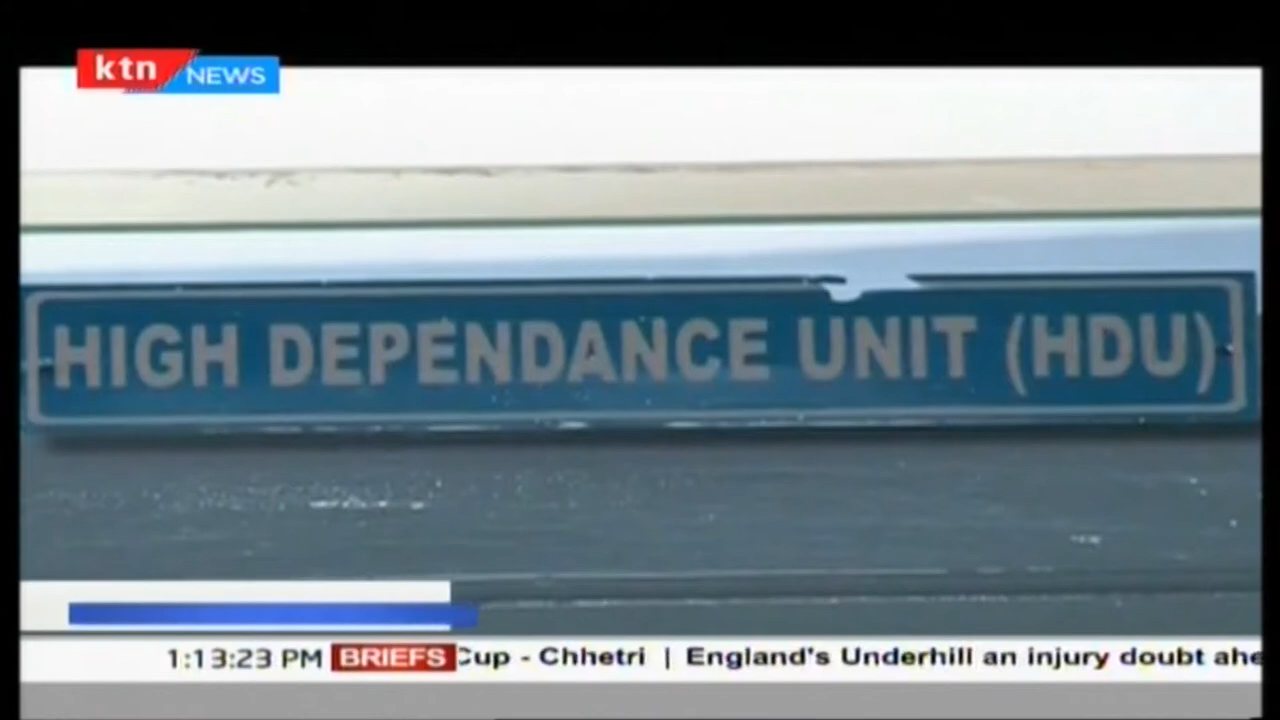 ktn NEWS
HIGH DEPENDANCE UNIT (HDU)
1:13:23 PM BRIEFS Cup - Chhetri | England's Underhill an injury doubt ahe